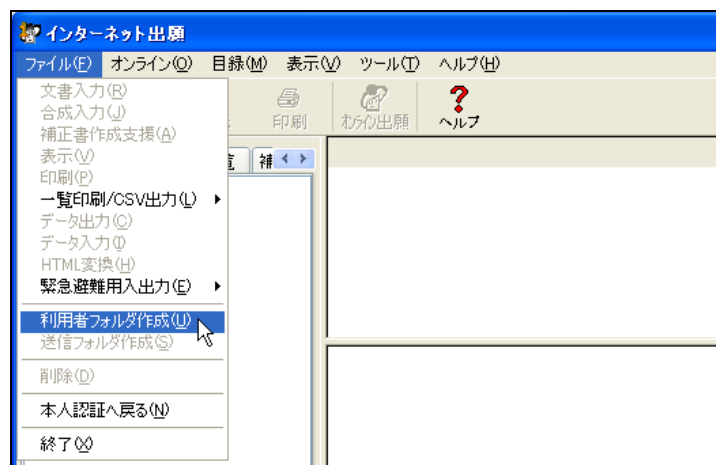 インターネット出願
ファイル(F) オンライン(O) 目録(M) 表示(V) ツール(T) ヘルプ(H)
文書入力(R)
合成入力(J)
補正書作成支援(A)
表示(V)
印刷(P)
一覧印刷/CSV出力(L)
データ出力(C)
データ入力(I)
HTML変換(H)
緊急避難用入出力(E)
利用者フォルダ作成(U)
送信フォルダ作成(S)
削除(D)
本人認証へ戻る(N)
終了(X)
印刷 オンライン出願 ヘルプ
補